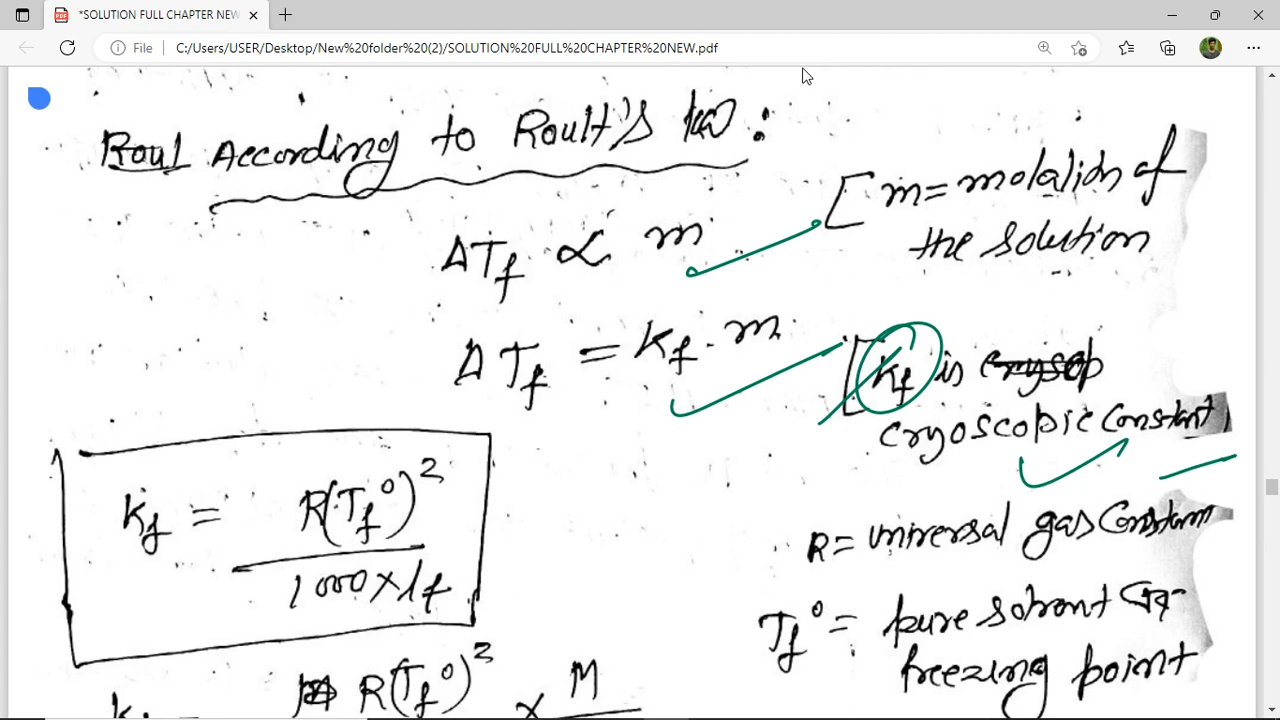 *SOLUTION FULL CHAPTER NEW
File C:/Users/USER/Desktop/New%20folder%20(2)/SOLUTION%20FULL%20CHAPTER%20NEW.pdf
Roul According to Roult's law :
ΔTf ∝ m [ m = molalidn of
the solution
ΔTf = Kf . m [ Kf is
cryoscopic constant
Kf = R(Tf°)²
1000 × lf
R = universal gas constant
Tf° = pure solvent
freezing point
R(Tf°)² × M